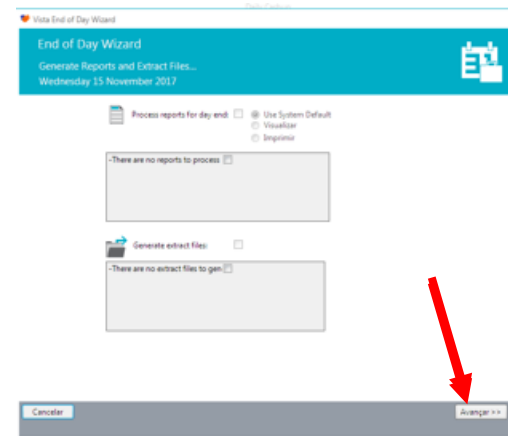 Vista End of Day Wizard
End of Day Wizard
Generate Reports and Extract Files...
Wednesday 15 November 2017
Process reports for day end:
Use System Default
Visualizar
Imprimir
-There are no reports to process
Generate extract files:
-There are no extract files to gen
Cancelar
Avançar >>